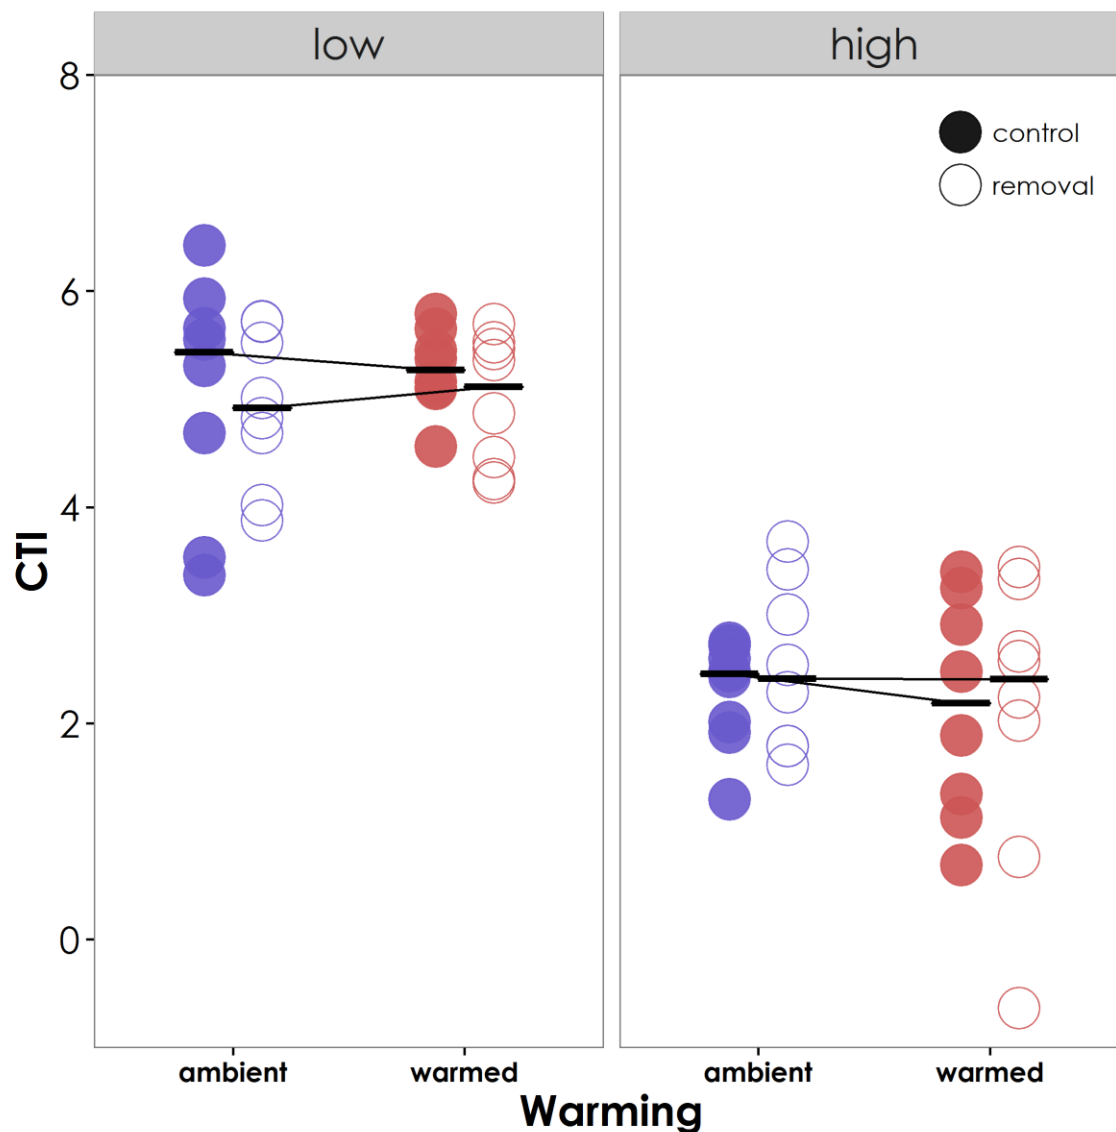 low
high
8
control
removal
6
4
CTI
2
0
ambient
warmed
ambient
warmed
Warming